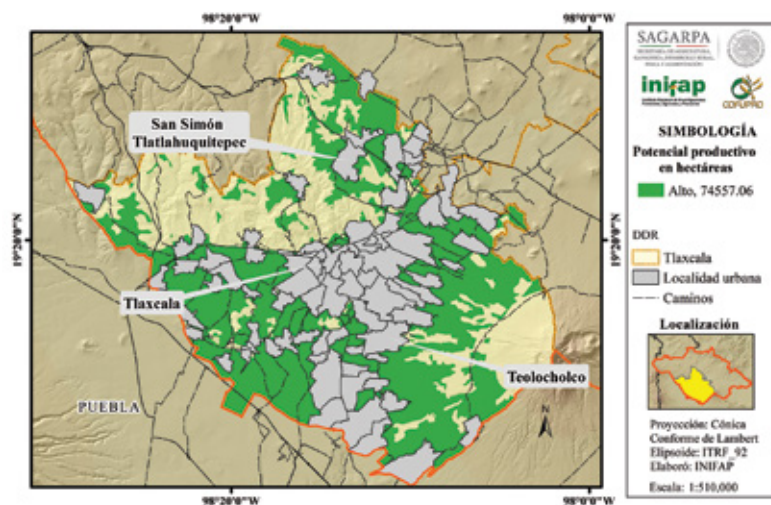 98°20'0"W
98°0'0"W
19°20'0"N
San Simón
Tlatlahuquitepec
Tlaxcala
Teolocholco
PUEBLA
N
19°20'0"N
98°20'0"W
98°0'0"W
SAGARPA
inifap
COFUPRO
SIMBOLOGÍA
Potencial productivo
en hectáreas
Alto, 74557.06
DDR
Tlaxcala
Localidad urbana
Caminos
Localización
Proyección: Cónica
Conforme de Lambert
Elipsoide: ITRF_92
Elaboró: INIFAP
Escala: 1:510,000